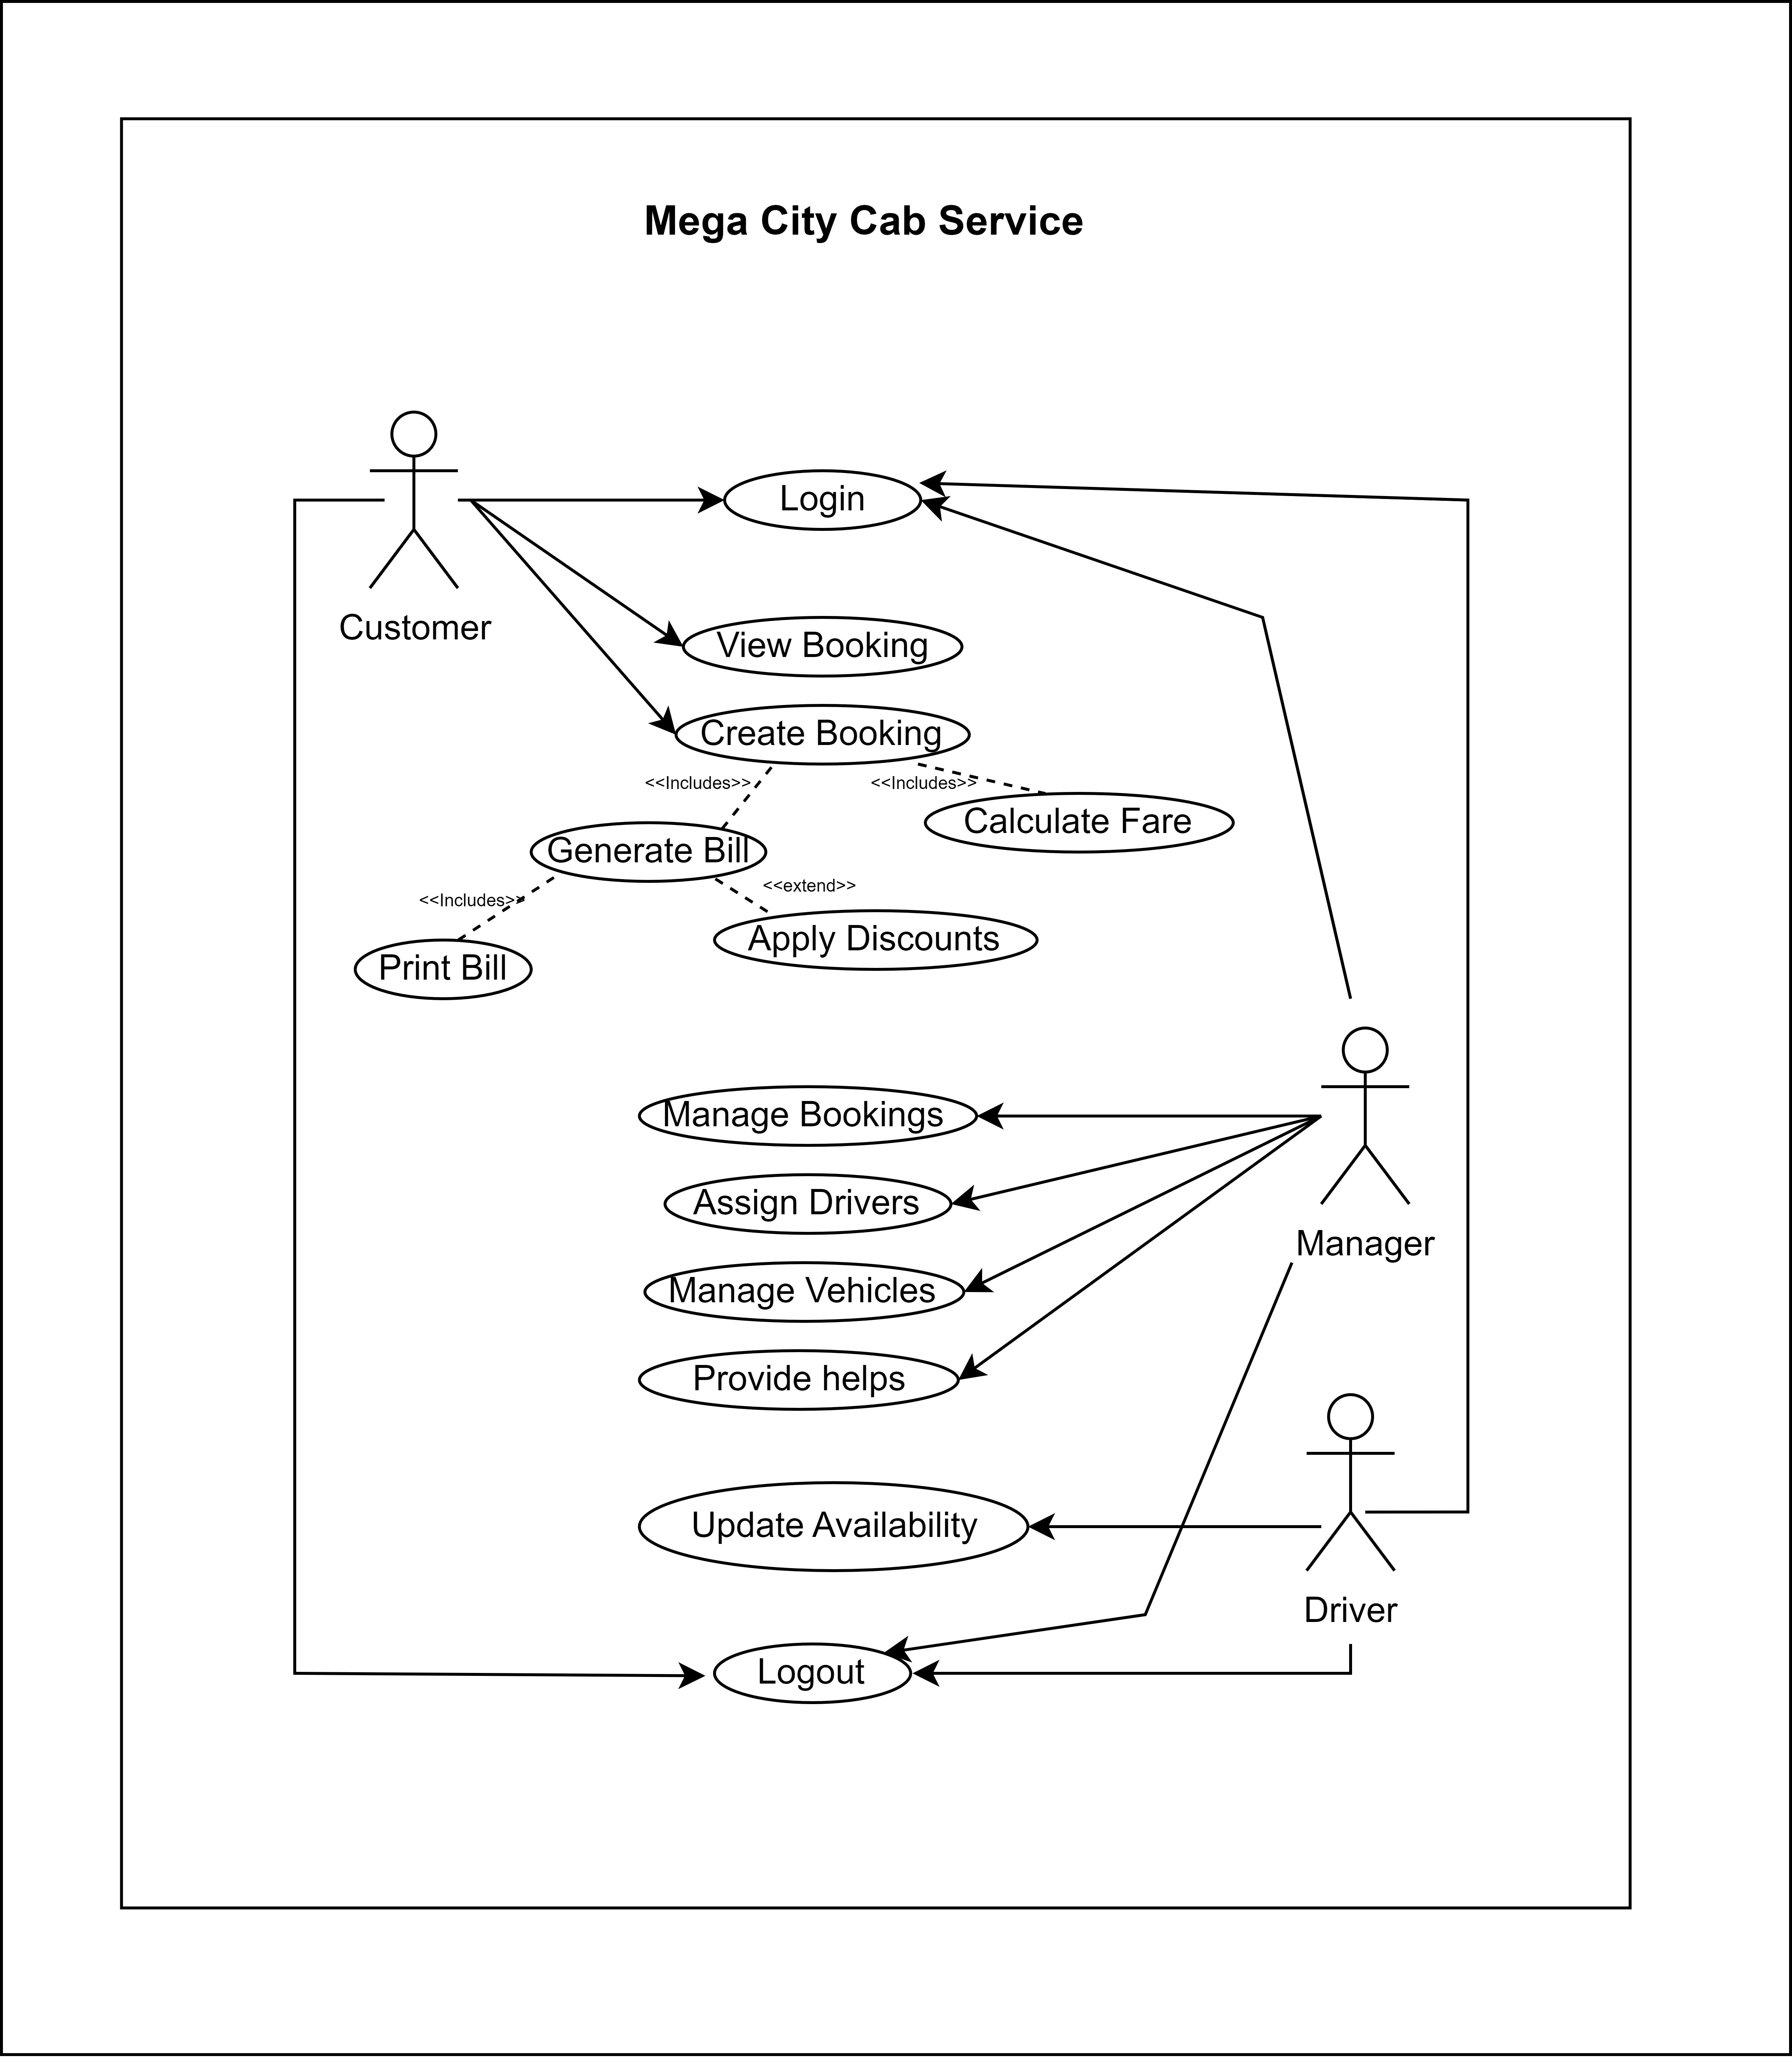 Mega City Cab Service
Login
Customer
View Booking
Create Booking
<<Includes>>
<<Includes>>
Calculate Fare
Generate Bill
<<extend>>
<<Includes>>
Apply Discounts
Print Bill
Manage Bookings
Assign Drivers
Manager
Manage Vehicles
Provide helps
Update Availability
Driver
Logout